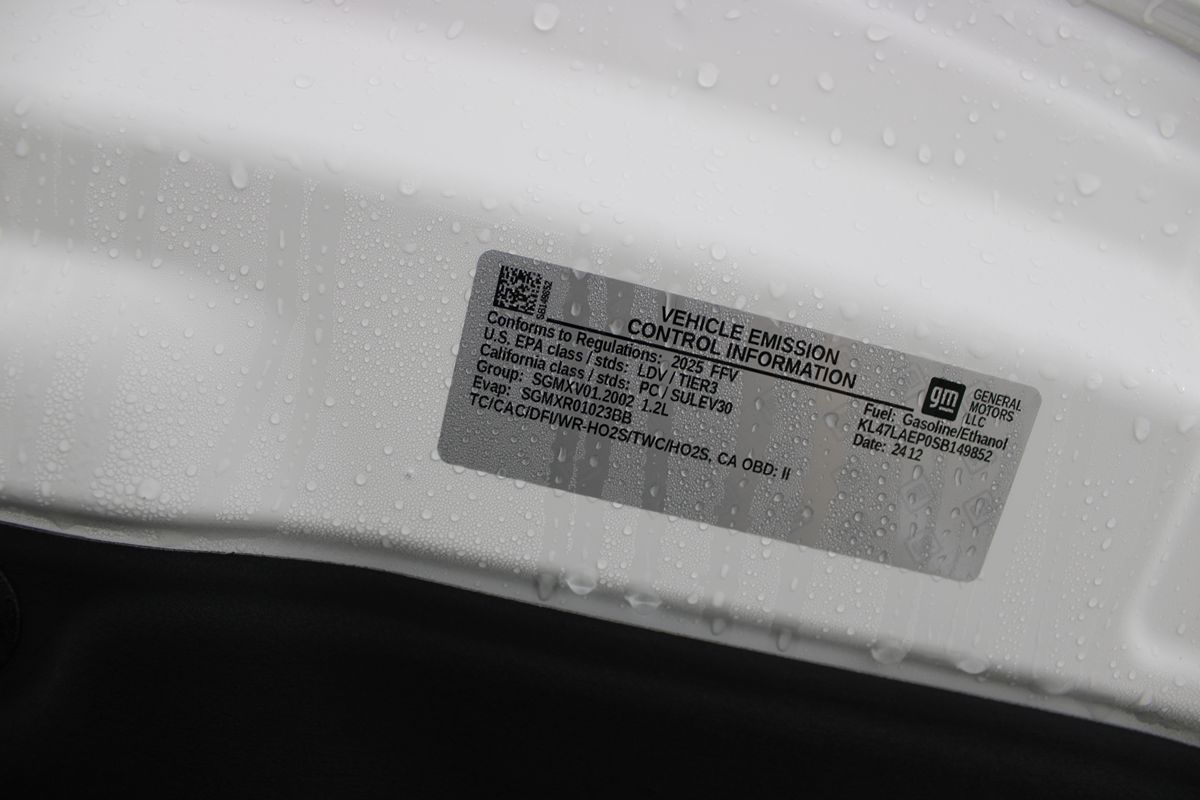 SB149852
VEHICLE EMISSION
CONTROL INFORMATION
gm GENERAL
MOTORS
LLC
Conforms to Regulations: 2025 FFV
U.S. EPA class / stds: LDV / TIER3
California class / stds: PC / SULEV30
Group: SGMXV01.2002 1.2L
Evap: SGMXR01023BB
TC/CAC/DFI/WR-HO2S/TWC/HO2S, CA OBD: II
Fuel: Gasoline/Ethanol
KL47LAEP0SB149852
Date: 2412